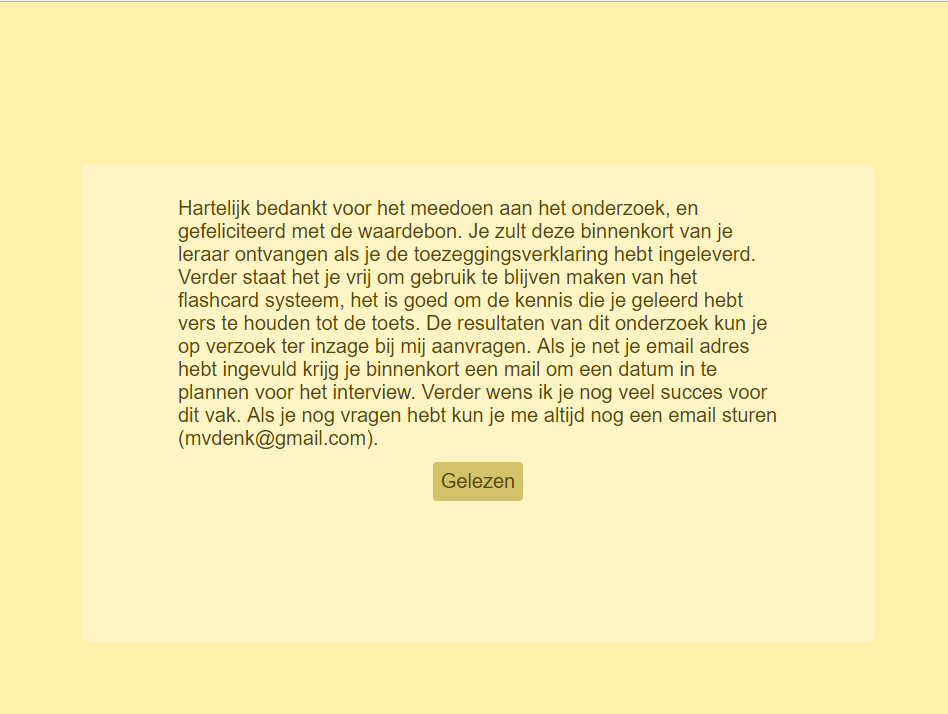 Hartelijk bedankt voor het meedoen aan het onderzoek, en
gefeliciteerd met de waardebon. Je zult deze binnenkort van je
leraar ontvangen als je de toezeggingsverklaring hebt ingeleverd.
Verder staat het je vrij om gebruik te blijven maken van het
flashcard systeem, het is goed om de kennis die je geleerd hebt
vers te houden tot de toets. De resultaten van dit onderzoek kun je
op verzoek ter inzage bij mij aanvragen. Als je net je email adres
hebt ingevuld krijg je binnenkort een mail om een datum in te
plannen voor het interview. Verder wens ik je nog veel succes voor
dit vak. Als je nog vragen hebt kun je me altijd nog een email sturen
(mvdenk@gmail.com).
Gelezen